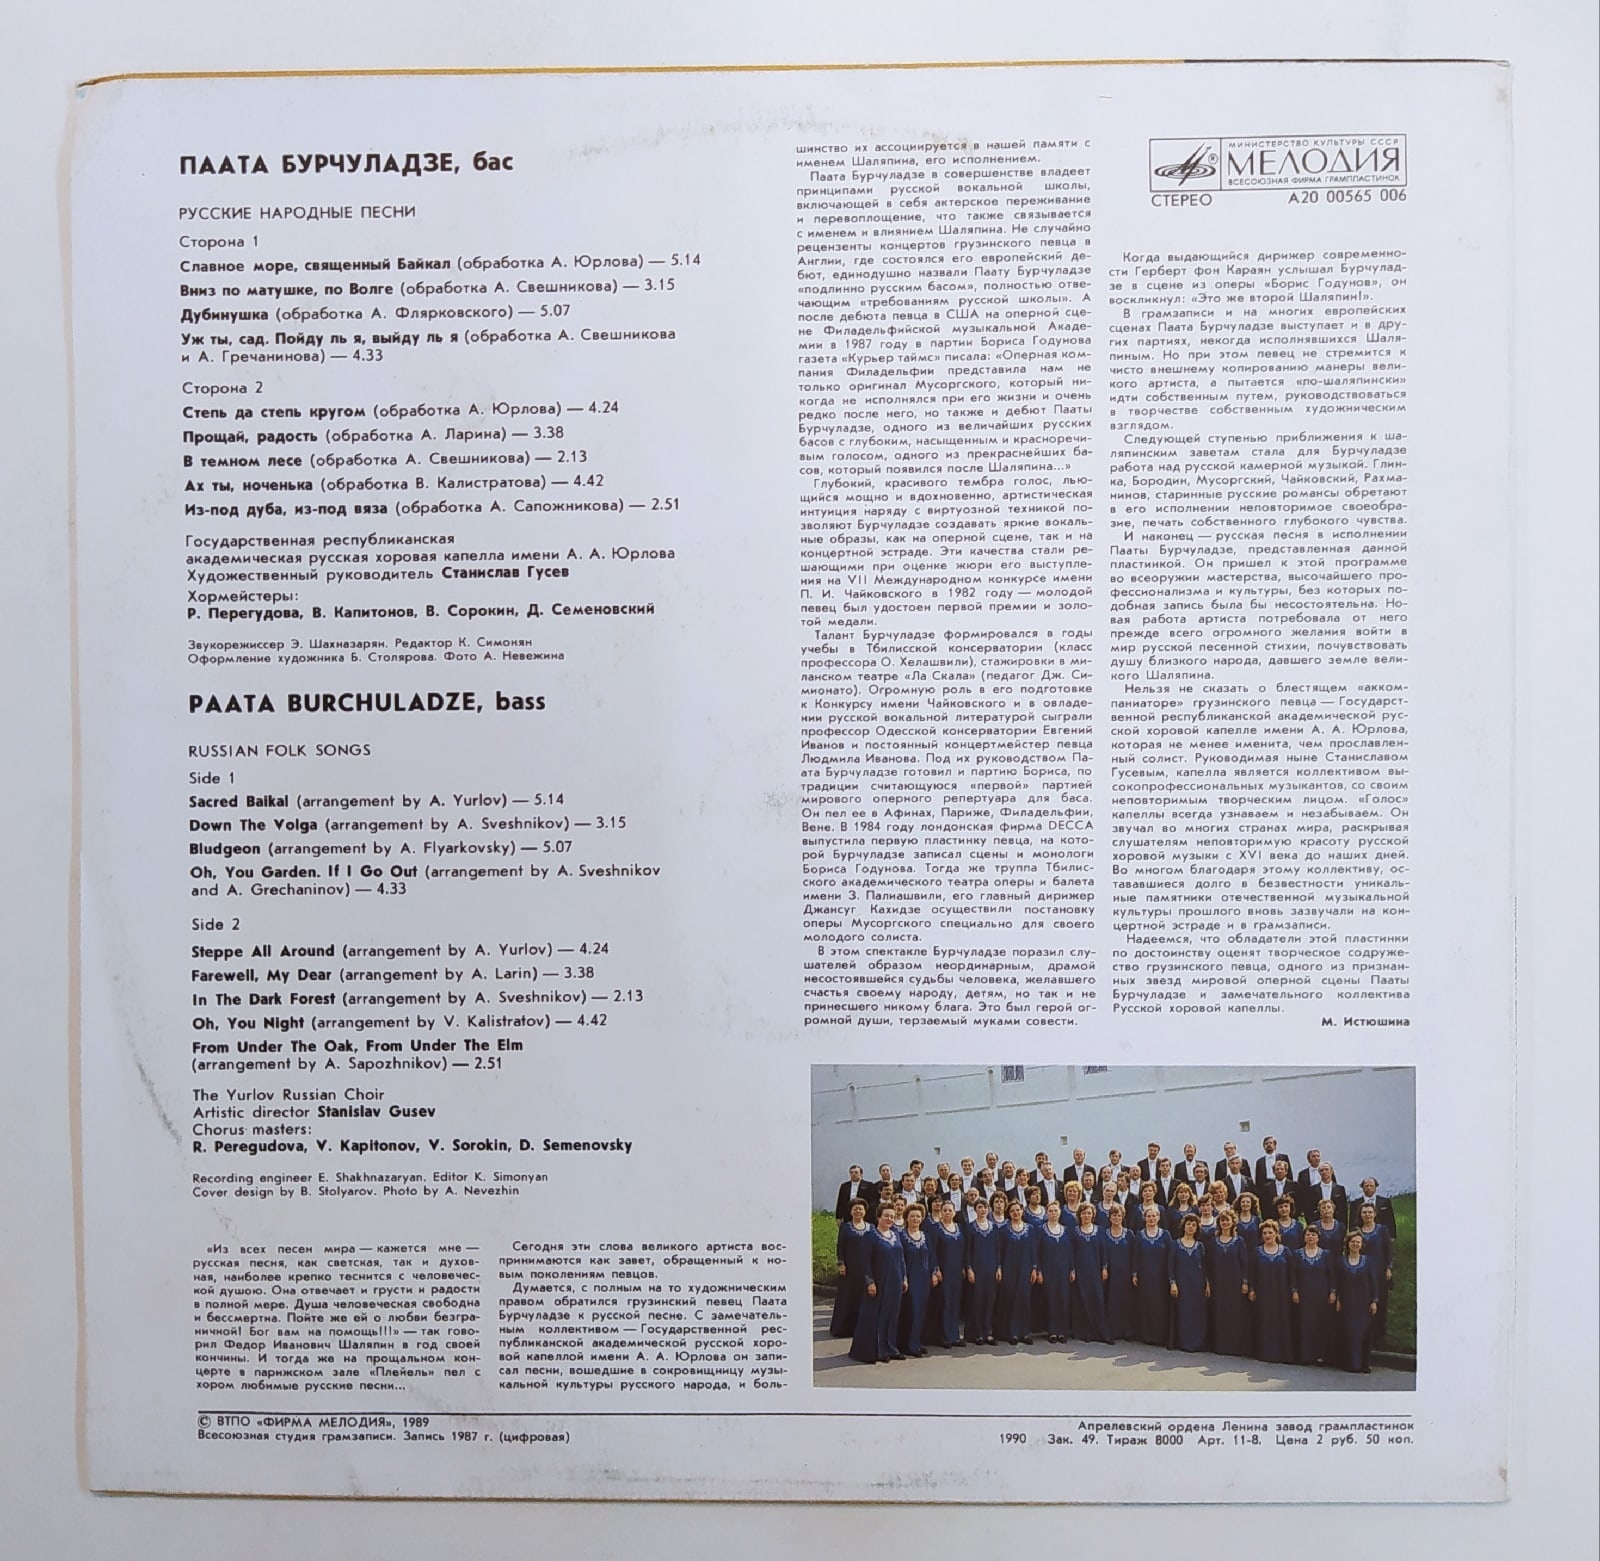 ПААТА БУРЧУЛАДЗЕ, бас
РУССКИЕ НАРОДНЫЕ ПЕСНИ
Сторона 1
Славное море, священный Байкал (обработка А. Юрлова) — 5.14
Вниз по матушке, по Волге (обработка А. Свешникова) — 3.15
Дубинушка (обработка А. Флярковского) — 5.07
Уж ты, сад. Пойду ль я, выйду ль я (обработка А. Свешникова
и А. Гречанинова) — 4.33
Сторона 2
Степь да степь кругом (обработка А. Юрлова) — 4.24
Прощай, радость (обработка А. Ларина) — 3.38
В темном лесе (обработка А. Свешникова) — 2.13
Ах ты, ноченька (обработка В. Калистратова) — 4.42
Из-под дуба, из-под вяза (обработка А. Сапожникова) — 2.51
Государственная республиканская
академическая русская хоровая капелла имени А. А. Юрлова
Художественный руководитель Станислав Гусев
Хормейстеры:
Р. Перегудова, В. Капитонов, В. Сорокин, Д. Семеновский
Звукорежиссер Э. Шахназарян. Редактор К. Симонян
Оформление художника Б. Столярова. Фото А. Невежина
PAATA BURCHULADZE, bass
RUSSIAN FOLK SONGS
Side 1
Sacred Baikal (arrangement by A. Yurlov) — 5.14
Down The Volga (arrangement by A. Sveshnikov) — 3.15
Bludgeon (arrangement by A. Flyarkovsky) — 5.07
Oh, You Garden. If I Go Out (arrangement by A. Sveshnikov
and A. Grechaninov) — 4.33
Side 2
Steppe All Around (arrangement by A. Yurlov) — 4.24
Farewell, My Dear (arrangement by A. Larin) — 3.38
In The Dark Forest (arrangement by A. Sveshnikov) — 2.13
Oh, You Night (arrangement by V. Kalistratov) — 4.42
From Under The Oak, From Under The Elm
(arrangement by A. Sapozhnikov) — 2.51
The Yurlov Russian Choir
Artistic director Stanislav Gusev
Chorus masters:
R. Peregudova, V. Kapitonov, V. Sorokin, D. Semenovsky
Recording engineer E. Shakhnazaryan. Editor K. Simonyan
Cover design by B. Stolyarov. Photo by A. Nevezhin
«Из всех песен мира — кажется мне —
русская песня, как светская, так и духов-
ная, наиболее крепко теснится с человечес-
кой душою. Она отвечает и грусти и радости
в полной мере. Душа человеческая свободна
и бессмертна. Пойте же ей о любви безгра-
ничной! Бог вам на помощь!!!» — так гово-
рил Федор Иванович Шаляпин в год своей
кончины. И тогда же на прощальном кон-
церте в парижском зале «Плейель» пел с
хором любимые русские песни...
Сегодня эти слова великого артиста вос-
принимаются как завет, обращенный к но-
вым поколениям певцов.
Думается, с полным на то художническим
правом обратился грузинский певец Паата
Бурчуладзе к русской песне. С замечатель-
ным коллективом — Государственной рес-
публиканской академической русской хоро-
вой капеллой имени А. А. Юрлова он запи-
сал песни, вошедшие в сокровищницу музы-
кальной культуры русского народа, и боль-
шинство их ассоциируется в нашей памяти с
именем Шаляпина, его исполнением.
Паата Бурчуладзе в совершенстве владеет
принципами русской вокальной школы,
включающей в себя актерское переживание
и перевоплощение, что также связывается
с именем и влиянием Шаляпина. Не случайно
рецензенты концертов грузинского певца в
Англии, где состоялся его европейский де-
бют, единодушно назвали Паату Бурчуладзе
«подлинно русским басом», полностью отве-
чающим «требованиям русской школы». А
после дебюта певца в США на оперной сце-
не Филадельфийской музыкальной Акаде-
мии в 1987 году в партии Бориса Годунова
газета «Курьер таймс» писала: «Оперная ком-
пания Филадельфии представила нам не
только оригинал Мусоргского, который ни-
когда не исполнялся при его жизни и очень
редко после него, но также и дебют Пааты
Бурчуладзе, одного из величайших русских
басов с глубоким, насыщенным и красноречи-
вым голосом, одного из прекраснейших ба-
сов, который появился после Шаляпина...»
Глубокий, красивого тембра голос, лью-
щийся мощно и вдохновенно, артистическая
интуиция наряду с виртуозной техникой по-
зволяют Бурчуладзе создавать яркие вокаль-
ные образы, как на оперной сцене, так и на
концертной эстраде. Эти качества стали ре-
шающими при оценке жюри его выступле-
ния на VII Международном конкурсе имени
П. И. Чайковского в 1982 году — молодой
певец был удостоен первой премии и золо-
той медали.
Талант Бурчуладзе формировался в годы
учебы в Тбилисской консерватории (класс
профессора О. Хелашвили), стажировки в ми-
ланском театре «Ла Скала» (педагог Дж. Си-
мионато). Огромную роль в его подготовке
к Конкурсу имени Чайковского и в овладе-
нии русской вокальной литературой сыграли
профессор Одесской консерватории Евгений
Иванов и постоянный концертмейстер певца
Людмила Иванова. Под их руководством Па-
ата Бурчуладзе готовил и партию Бориса, по
традиции считающуюся «первой» партией
мирового оперного репертуара для баса.
Он пел ее в Афинах, Париже, Филадельфии,
Вене. В 1984 году лондонская фирма DECCA
выпустила первую пластинку певца, на кото-
рой Бурчуладзе записал сцены и монологи
Бориса Годунова. Тогда же труппа Тбилис-
ского академического театра оперы и балета
имени З. Палиашвили, его главный дирижер
Джансуг Кахидзе осуществили постановку
оперы Мусоргского специально для своего
молодого солиста.
В этом спектакле Бурчуладзе поразил слу-
шателей образом неординарным, драмой
несостоявшейся судьбы человека, желавшего
счастья своему народу, детям, но так и не
принесшего никому блага. Это был герой ог-
ромной души, терзаемый муками совести.
МИНИСТЕРСТВО КУЛЬТУРЫ СССР
МЕЛОДИЯ
ВСЕСОЮЗНАЯ ФИРМА ГРАМПЛАСТИНОК
®
СТЕРЕО А20 00565 006
Когда выдающийся дирижер современно-
сти Герберт фон Караян услышал Бурчулад-
зе в сцене из оперы «Борис Годунов», он
воскликнул: «Это же второй Шаляпин!».
В грамзаписи и на многих европейских
сценах Паата Бурчуладзе выступает и в дру-
гих партиях, некогда исполнявшихся Шаля-
пиным. Но при этом певец не стремится к
чисто внешнему копированию манеры вели-
кого артиста, а пытается «по-шаляпински»
идти собственным путем, руководствоваться
в творчестве собственным художническим
взглядом.
Следующей ступенью приближения к ша-
ляпинским заветам стала для Бурчуладзе
работа над русской камерной музыкой. Глин-
ка, Бородин, Мусоргский, Чайковский, Рахма-
нинов, старинные русские романсы обретают
в его исполнении неповторимое своеобра-
зие, печать собственного глубокого чувства.
И наконец — русская песня в исполнении
Пааты Бурчуладзе, представленная данной
пластинкой. Он пришел к этой программе
во всеоружии мастерства, высочайшего про-
фессионализма и культуры, без которых по-
добная запись была бы несостоятельна. Но-
вая работа артиста потребовала от него
прежде всего огромного желания войти в
мир русской песенной стихии, почувствовать
душу близкого народа, давшего земле вели-
кого Шаляпина.
Нельзя не сказать о блестящем «акком-
паниаторе» грузинского певца — Государст-
венной республиканской академической рус-
ской хоровой капелле имени А. А. Юрлова,
которая не менее именита, чем прославлен-
ный солист. Руководимая ныне Станиславом
Гусевым, капелла является коллективом вы-
сокопрофессиональных музыкантов, со своим
неповторимым творческим лицом. «Голос»
капеллы всегда узнаваем и незабываем. Он
звучал во многих странах мира, раскрывая
слушателям неповторимую красоту русской
хоровой музыки с XVI века до наших дней.
Во многом благодаря этому коллективу, ос-
тававшиеся долго в безвестности уникаль-
ные памятники отечественной музыкальной
культуры прошлого вновь зазвучали на кон-
цертной эстраде и в грамзаписи.
Надеемся, что обладатели этой пластинки
по достоинству оценят творческое содруже-
ство грузинского певца, одного из признан-
ных звезд мировой оперной сцены Пааты
Бурчуладзе и замечательного коллектива
Русской хоровой капеллы.
М. Истюшина
© ВТПО «ФИРМА МЕЛОДИЯ», 1989
Всесоюзная студия грамзаписи. Запись 1987 г. (цифровая)
Апрелевский ордена Ленина завод грампластинок
1990 Зак. 49. Тираж 8000 Арт. 11-8. Цена 2 руб. 50 коп.